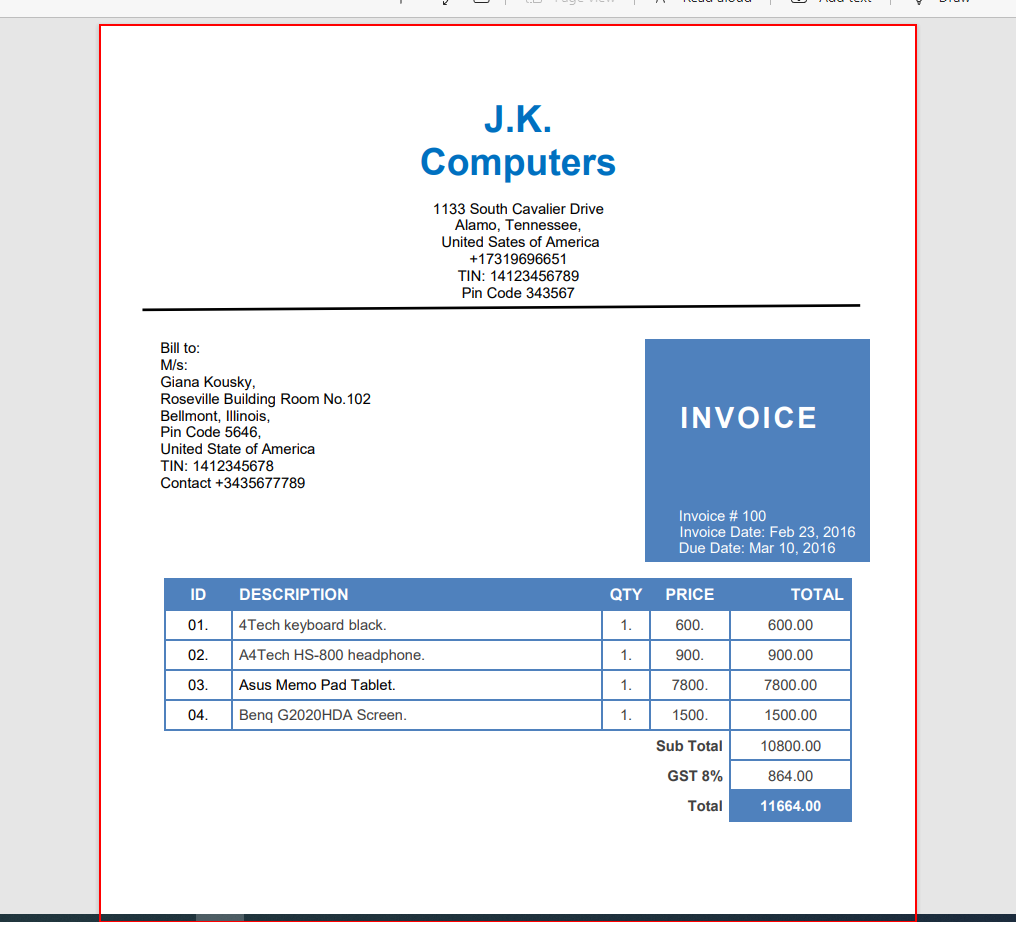 J.K.
Computers
1133 South Cavalier Drive
Alamo, Tennessee,
United Sates of America
+17319696651
TIN: 14123456789
Pin Code 343567
Bill to:
M/s:
Giana Kousky,
Roseville Building Room No.102
Bellmont, Illinois,
Pin Code 5646,
United State of America
TIN: 1412345678
Contact +3435677789
INVOICE
Invoice # 100
Invoice Date: Feb 23, 2016
Due Date: Mar 10, 2016
ID DESCRIPTION QTY PRICE TOTAL
01. 4Tech keyboard black. 1. 600. 600.00
02. A4Tech HS-800 headphone. 1. 900. 900.00
03. Asus Memo Pad Tablet. 1. 7800. 7800.00
04. Benq G2020HDA Screen. 1. 1500. 1500.00
Sub Total 10800.00
GST 8% 864.00
Total 11664.00